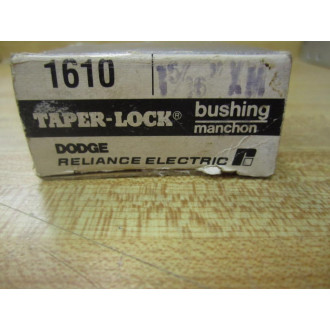 1610
TAPER-LOCK® bushing
manchon
DODGE
RELIANCE ELECTRIC